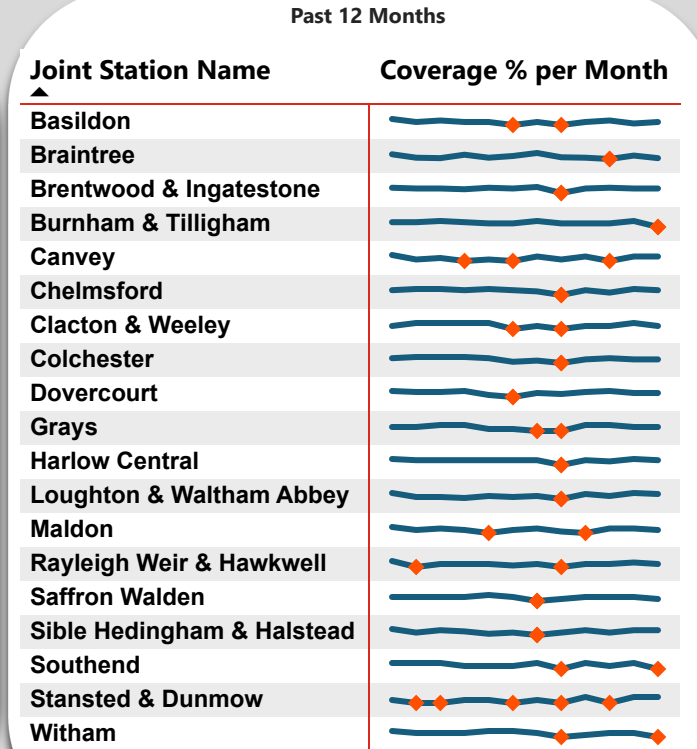 Past 12 Months
Joint Station Name Coverage % per Month
Basildon
Braintree
Brentwood & Ingatestone
Burnham & Tilligham
Canvey
Chelmsford
Clacton & Weeley
Colchester
Dovercourt
Grays
Harlow Central
Loughton & Waltham Abbey
Maldon
Rayleigh Weir & Hawkwell
Saffron Walden
Sible Hedingham & Halstead
Southend
Stansted & Dunmow
Witham